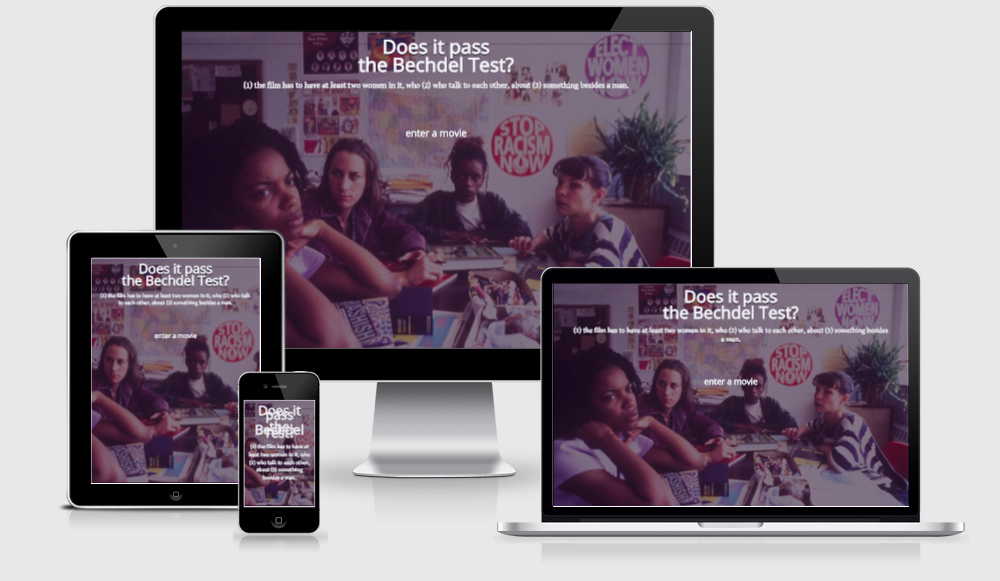 Does it pass
the Bechdel Test?
(1) the film has to have at least two women in it, who (2) who talk to each other, about (3) something besides a man.
enter a movie
ELECT
WOMEN
STOP
RACISM
NOW
Does it pass
the Bechdel Test?
(1) the film has to have at least two women in it, who (2) who talk
to each other, about (3) something besides a man.
enter a movie
STOP
RACISM
NOW
Does it
pass
the
Bechdel
Test?
(1) the film has to have at
least two women in it, who
(2) who talk to each other,
about (3) something
besides a man.
Does it pass
the Bechdel Test?
(1) the film has to have at least two women in it, who (2) who talk to each other, about (3) something besides
a man.
enter a movie
ELECT
WOMEN
STOP
RACISM
NOW